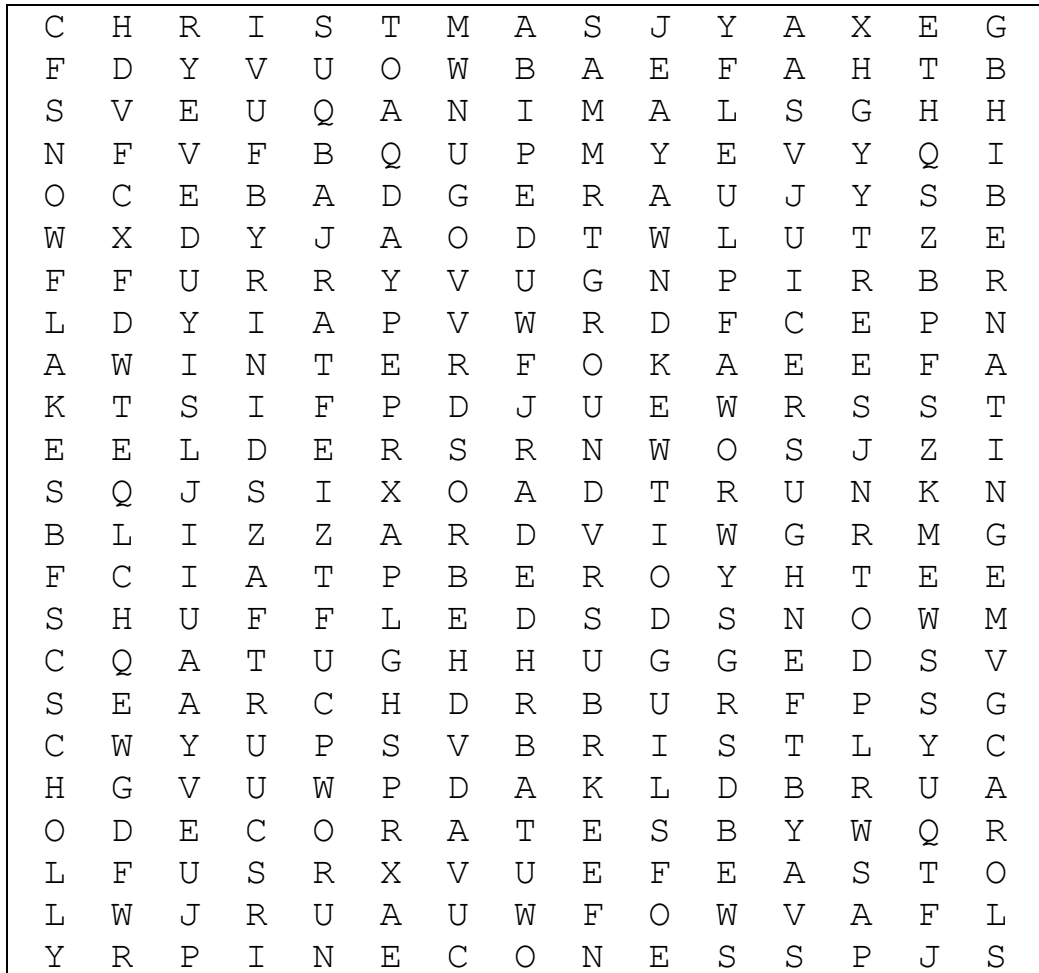 C H R I S T M A S J Y A X E G
F D Y V U O W B A E F A H T B
S V E U Q A N I M A L S G H H
N F V F B Q U P M Y E V Y Q I
O C E B A D G E R A U J Y S B
W X D Y J A O D T W L U T Z E
F F U R R Y V U G N P I R B R
L D Y I A P V W R D F C E P N
A W I N T E R F O K A E E F A
K T S I F P D J U E W R S S T
E E L D E R S R N W O S J Z I
S Q J S I X O A D T R U N K N
B L I Z Z A R D V I W G R M G
F C I A T P B E R O Y H T E E
S H U F F L E D S D S N O W M
C Q A T U G H H U G G E D S V
S E A R C H D R B U R F P S G
C W Y U P S V B R I S T L Y C
H G V U W P D A K L D B R U A
O D E C O R A T E S B Y W Q R
L F U S R X V U E F E A S T O
L W J R U A U W F O W V A F L
Y R P I N E C O N E S S P J S